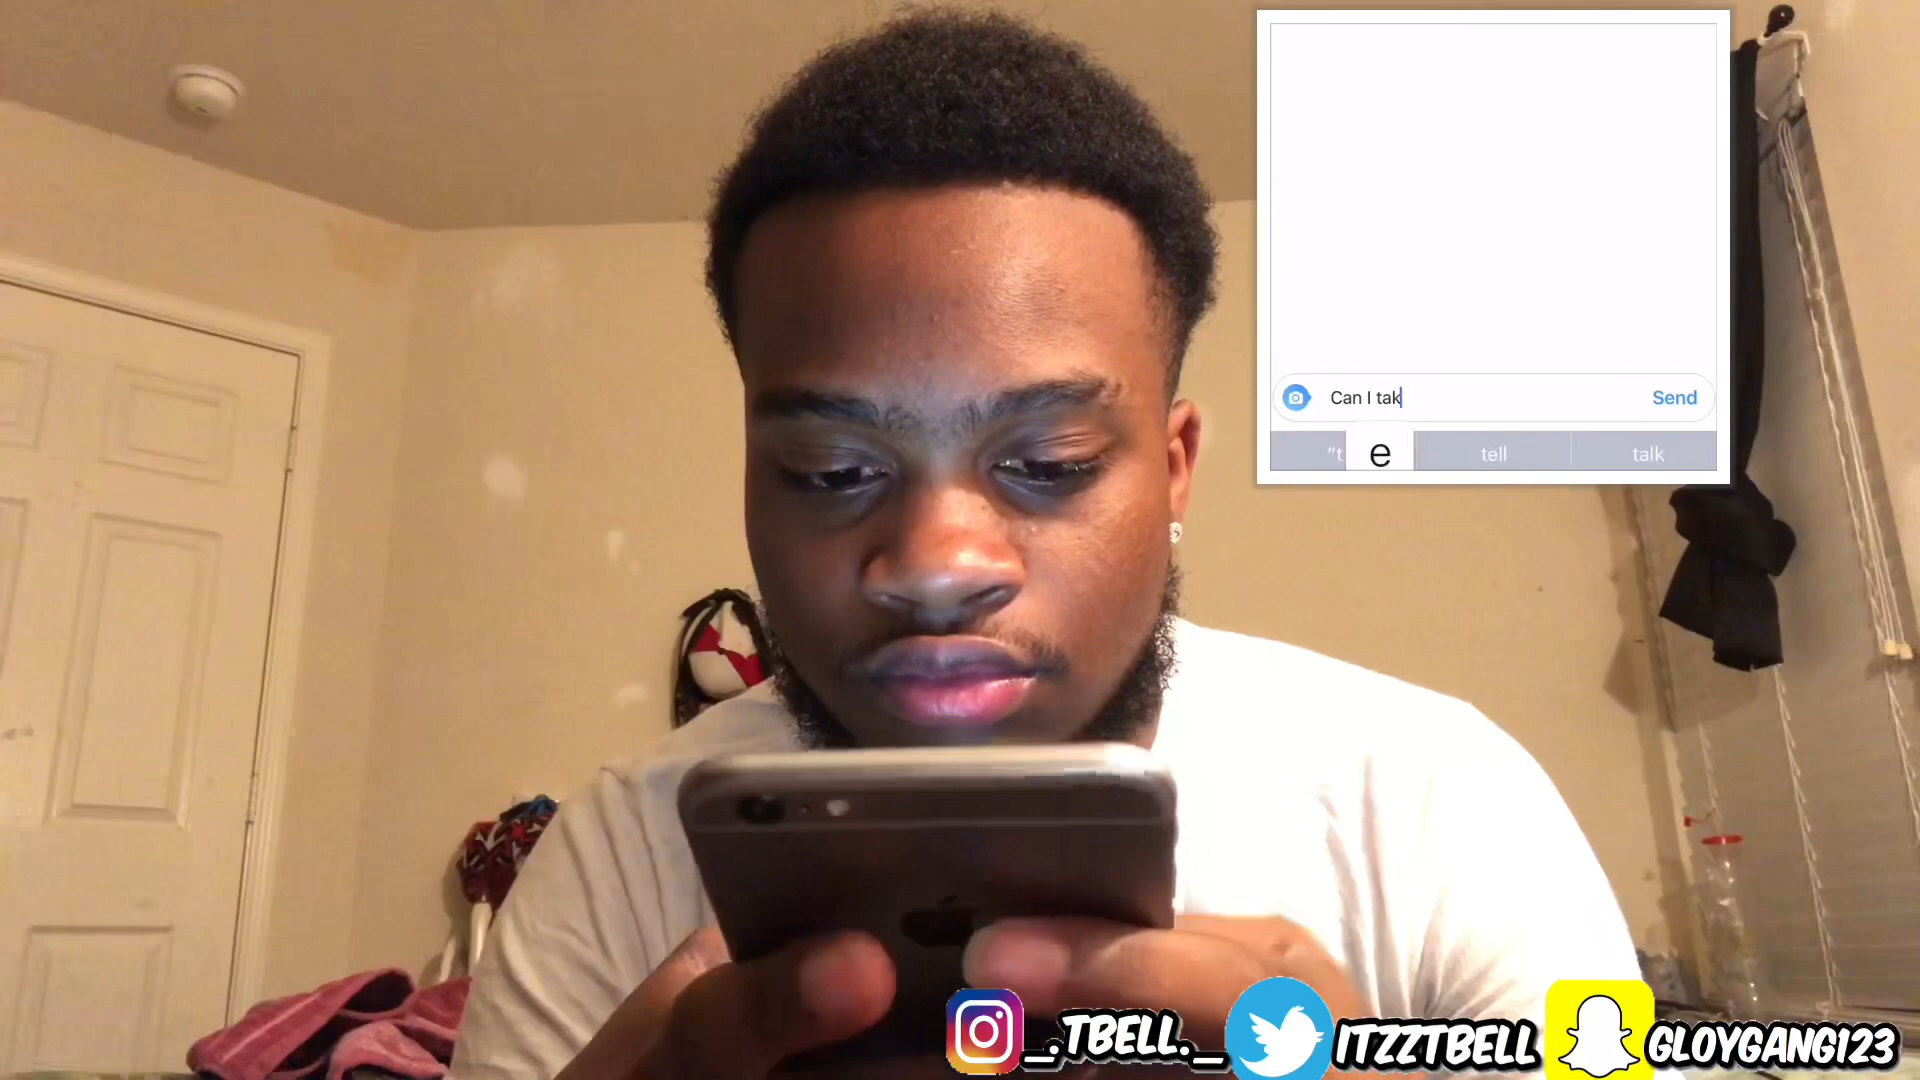 Can I tak
Send
"t
e
tell
talk
_.TBELL._
ITZZTBELL
GLOYGANG123